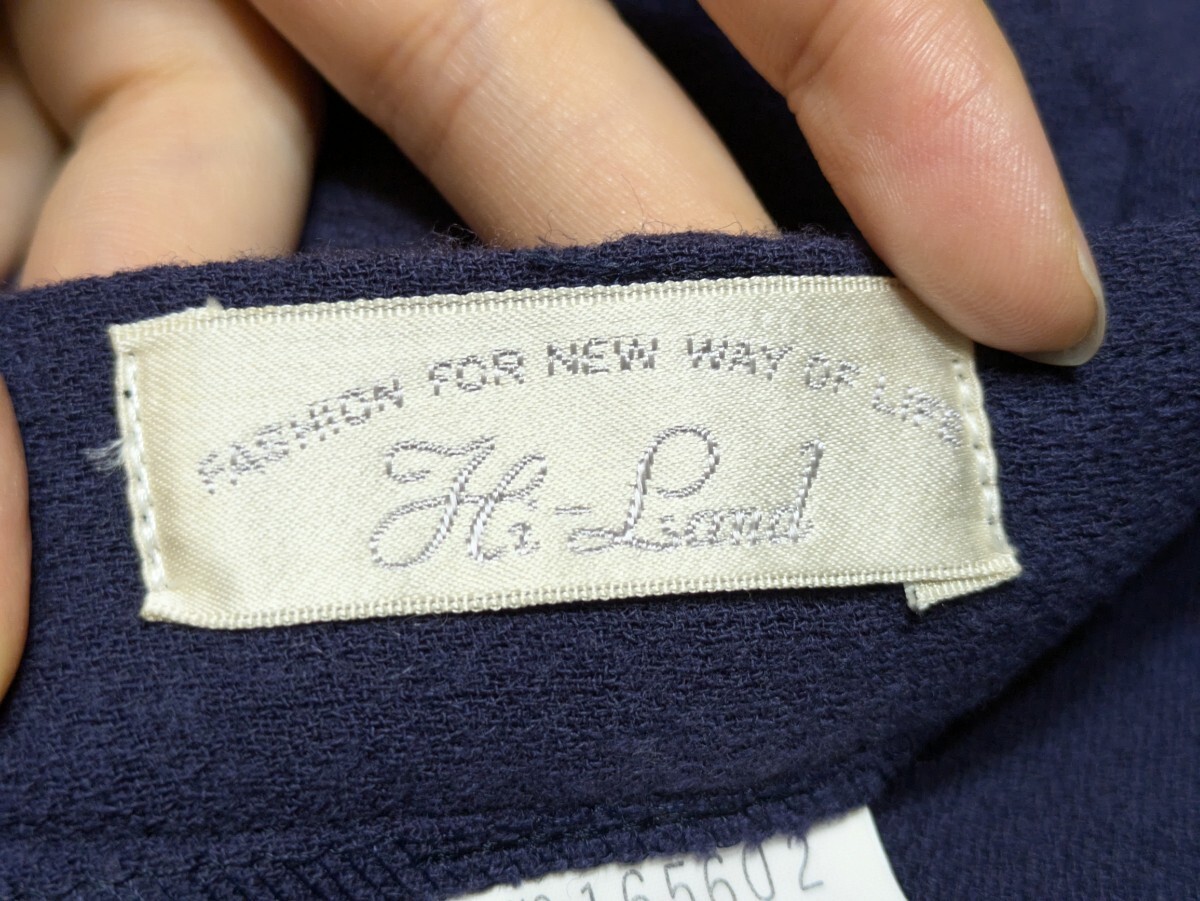 FASHION FOR NEW WAY OF LIFE
Hi-Land
165602